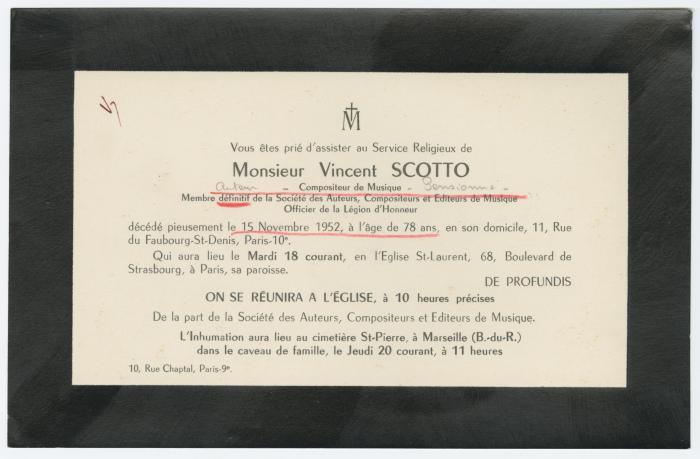 M
Vous êtes prié d'assister au Service Religieux de
Monsieur Vincent SCOTTO
Auteur - Compositeur de Musique - Pensionné -
Membre définitif de la Société des Auteurs, Compositeurs et Editeurs de Musique
Officier de la Légion d'Honneur
décédé pieusement le 15 Novembre 1952, à l'âge de 78 ans, en son domicile, 11, Rue
du Faubourg-St-Denis, Paris-10e.
Qui aura lieu le Mardi 18 courant, en l'Eglise St-Laurent, 68, Boulevard de
Strasbourg, à Paris, sa paroisse.
DE PROFUNDIS
ON SE RÉUNIRA A L'ÉGLISE, à 10 heures précises
De la part de la Société des Auteurs, Compositeurs et Editeurs de Musique.
L'Inhumation aura lieu au cimetière St-Pierre, à Marseille (B.-du-R.)
dans le caveau de famille, le Jeudi 20 courant, à 11 heures
10, Rue Chaptal, Paris-9e.